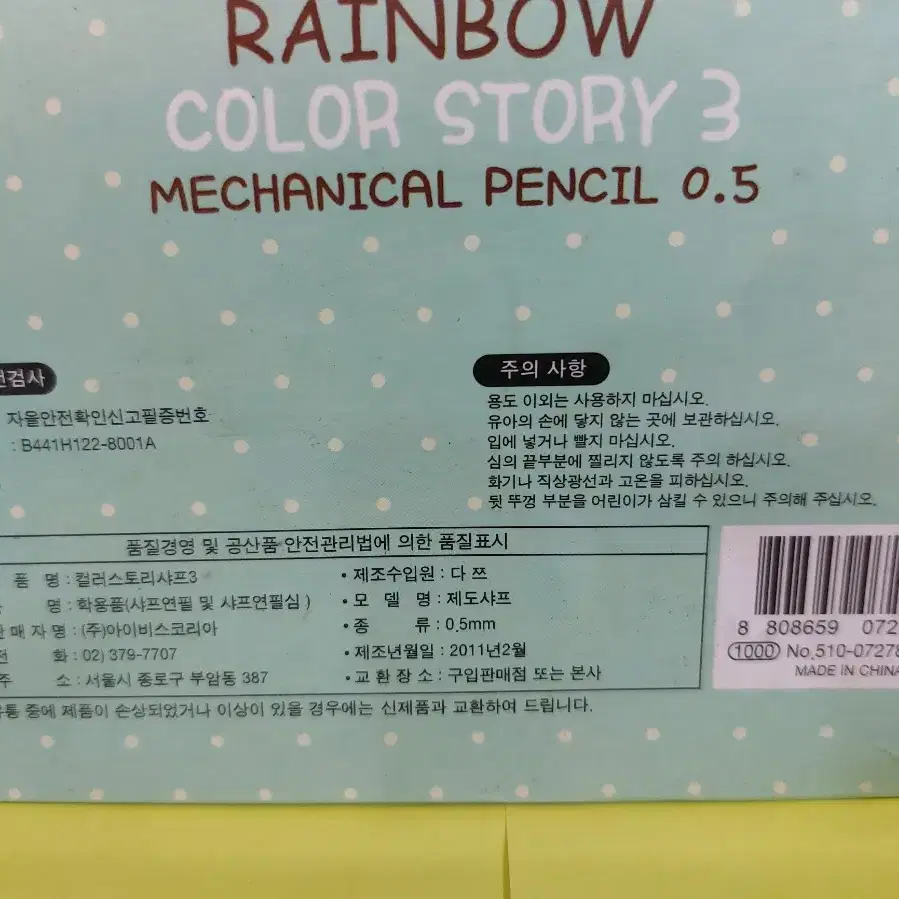 RAINBOW
COLOR STORY 3
MECHANICAL PENCIL 0.5
검사
자율안전확인신고필증번호
: B441H122-8001A
주의 사항
용도 이외는 사용하지 마십시오.
유아의 손에 닿지 않는 곳에 보관하십시오.
입에 넣거나 빨지 마십시오.
심의 끝부분에 찔리지 않도록 주의 하십시오.
화기나 직상광선과 고온을 피하십시오.
뒷 뚜껑 부분을 어린이가 삼킬 수 있으니 주의해 주십시오.
품질경영 및 공산품 안전관리법에 의한 품질표시
품 명 : 컬러스토리샤프3
명 : 학용품(샤프연필 및 샤프연필심 )
매 자 명 : (주)아이비스코리아
화 : 02) 379-7707
주 소 : 서울시 종로구 부암동 387
• 제조수입원 : 다 쯔
• 모 델 명 : 제도샤프
• 종 류 : 0.5mm
• 제조년월일 : 2011년2월
• 교 환 장 소 : 구입판매점 또는 본사
통 중에 제품이 손상되었거나 이상이 있을 경우에는 신제품과 교환하여 드립니다.
8 808659 072
1000 No.510-07278
MADE IN CHINA